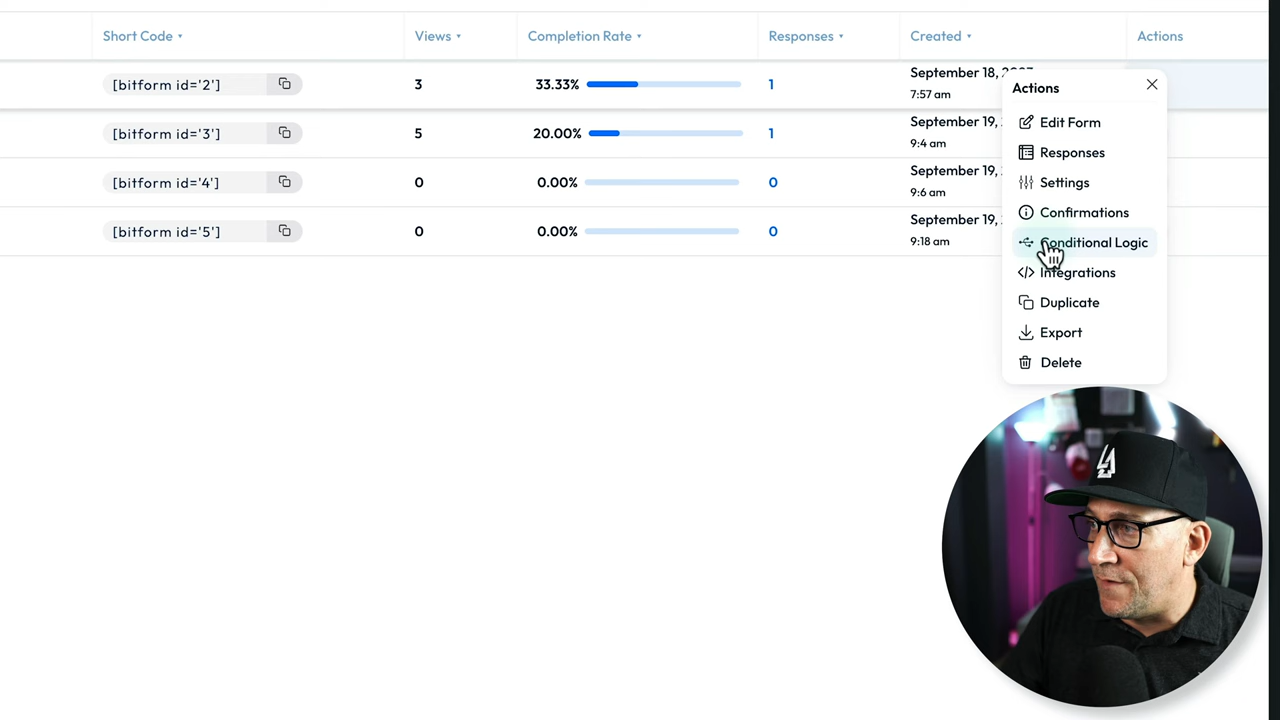 Short Code Views Completion Rate Responses Created Actions
[bitform id='2'] 3 33.33% 1 September 18,
7:57 am
[bitform id='3'] 5 20.00% 1 September 19,
9:4 am
[bitform id='4'] 0 0.00% 0 September 19,
9:6 am
[bitform id='5'] 0 0.00% 0 September 19,
9:18 am
Actions
Edit Form
Responses
Settings
Confirmations
Conditional Logic
Integrations
Duplicate
Export
Delete